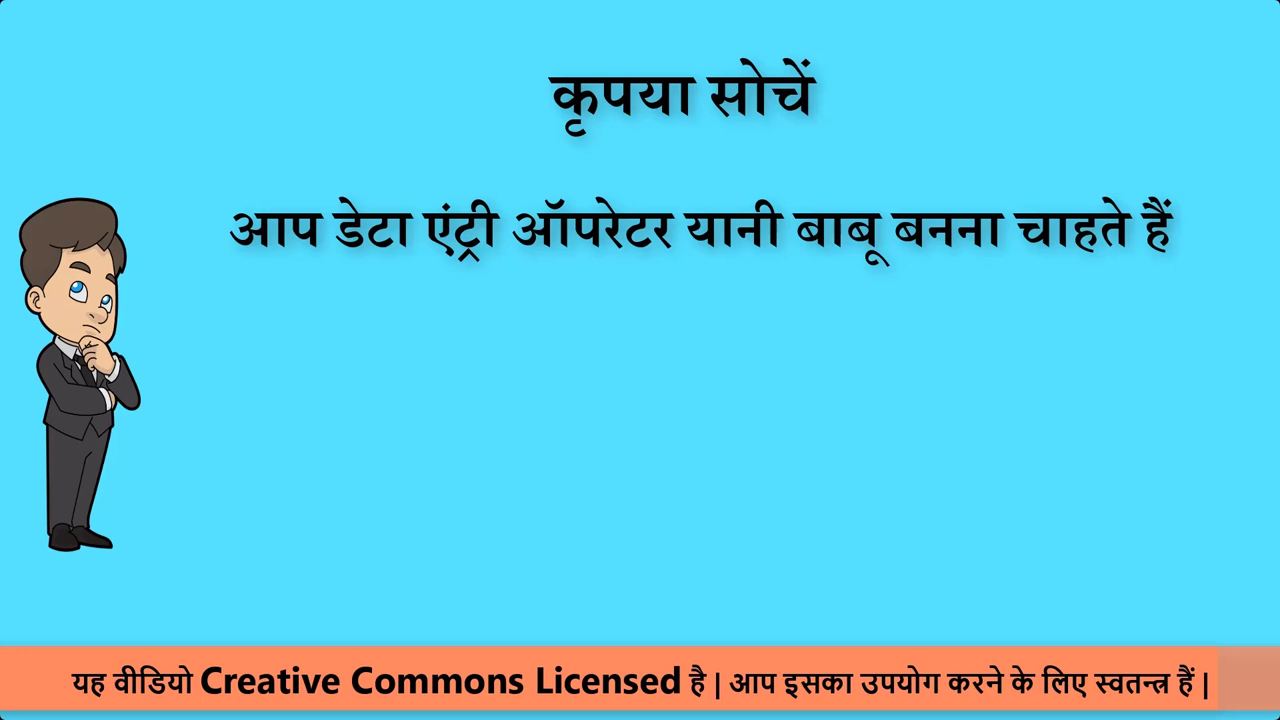 कृपया सोचें
आप डेटा एंट्री ऑपरेटर यानी बाबू बनना चाहते हैं
यह वीडियो Creative Commons Licensed है | आप इसका उपयोग करने के लिए स्वतन्त्र हैं |